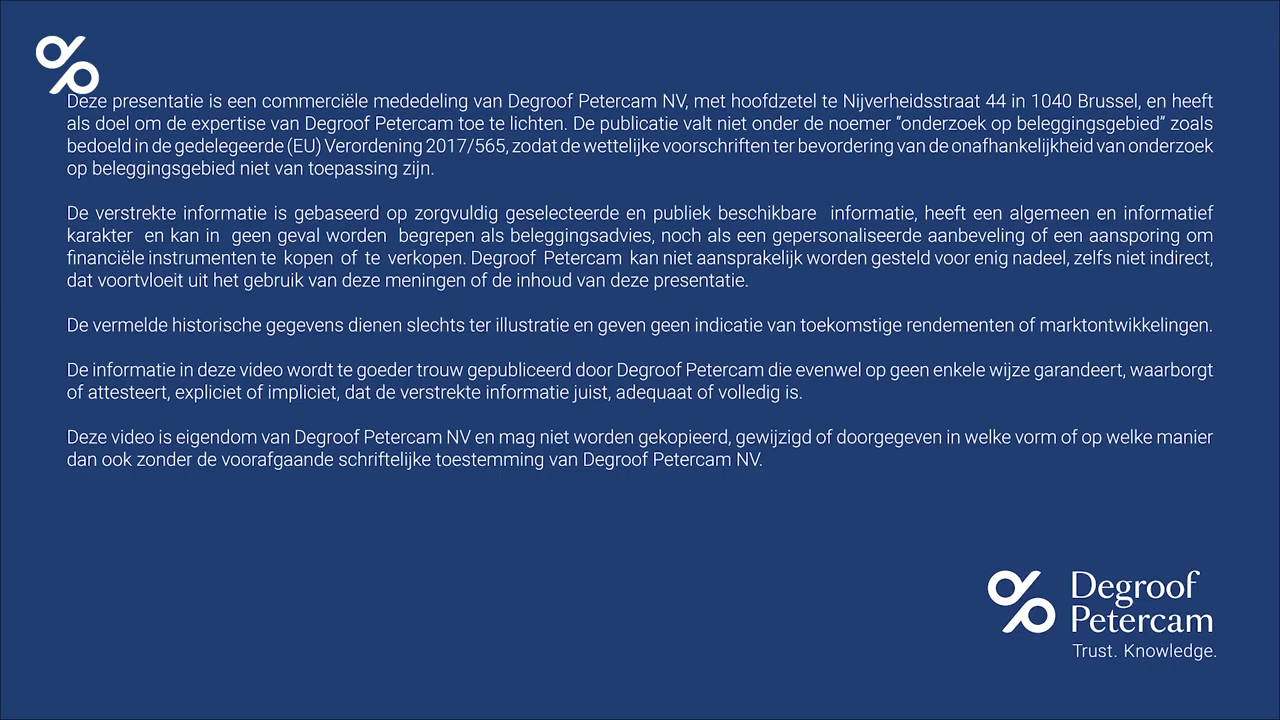 Deze presentatie is een commerciële mededeling van Degroof Petercam NV, met hoofdzetel te Nijverheidsstraat 44 in 1040 Brussel, en heeft
als doel om de expertise van Degroof Petercam toe te lichten. De publicatie valt niet onder de noemer “onderzoek op beleggingsgebied” zoals
bedoeld in de gedelegeerde (EU) Verordening 2017/565, zodat de wettelijke voorschriften ter bevordering van de onafhankelijkheid van onderzoek
op beleggingsgebied niet van toepassing zijn.
De verstrekte informatie is gebaseerd op zorgvuldig geselecteerde en publiek beschikbare informatie, heeft een algemeen en informatief
karakter en kan in geen geval worden begrepen als beleggingsadvies, noch als een gepersonaliseerde aanbeveling of een aansporing om
financiële instrumenten te kopen of te verkopen. Degroof Petercam kan niet aansprakelijk worden gesteld voor enig nadeel, zelfs niet indirect,
dat voortvloeit uit het gebruik van deze meningen of de inhoud van deze presentatie.
De vermelde historische gegevens dienen slechts ter illustratie en geven geen indicatie van toekomstige rendementen of marktontwikkelingen.
De informatie in deze video wordt te goeder trouw gepubliceerd door Degroof Petercam die evenwel op geen enkele wijze garandeert, waarborgt
of attesteert, expliciet of impliciet, dat de verstrekte informatie juist, adequaat of volledig is.
Deze video is eigendom van Degroof Petercam NV en mag niet worden gekopieerd, gewijzigd of doorgegeven in welke vorm of op welke manier
dan ook zonder de voorafgaande schriftelijke toestemming van Degroof Petercam NV.
Degroof
Petercam
Trust. Knowledge.